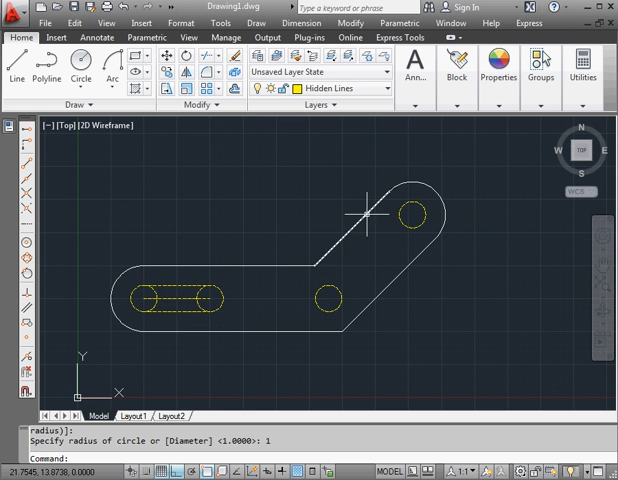 Drawing1.dwg
Type a keyword or phrase
Sign In
File Edit View Insert Format Tools Draw Dimension Modify Parametric Window Help Express
Home Insert Annotate Parametric View Manage Output Plug-ins Online Express Tools
Line Polyline Circle Arc
Unsaved Layer State
Hidden Lines
Ann... Block Properties Groups Utilities
Draw Modify Layers
[−] [Top] [2D Wireframe]
N
W TOP E
S
WCS
Y
X
Model Layout1 Layout2
radius)]:
Specify radius of circle or [Diameter] <1.0000>: 1
Command:
21.7545, 13.8738, 0.0000
MODEL
1:1